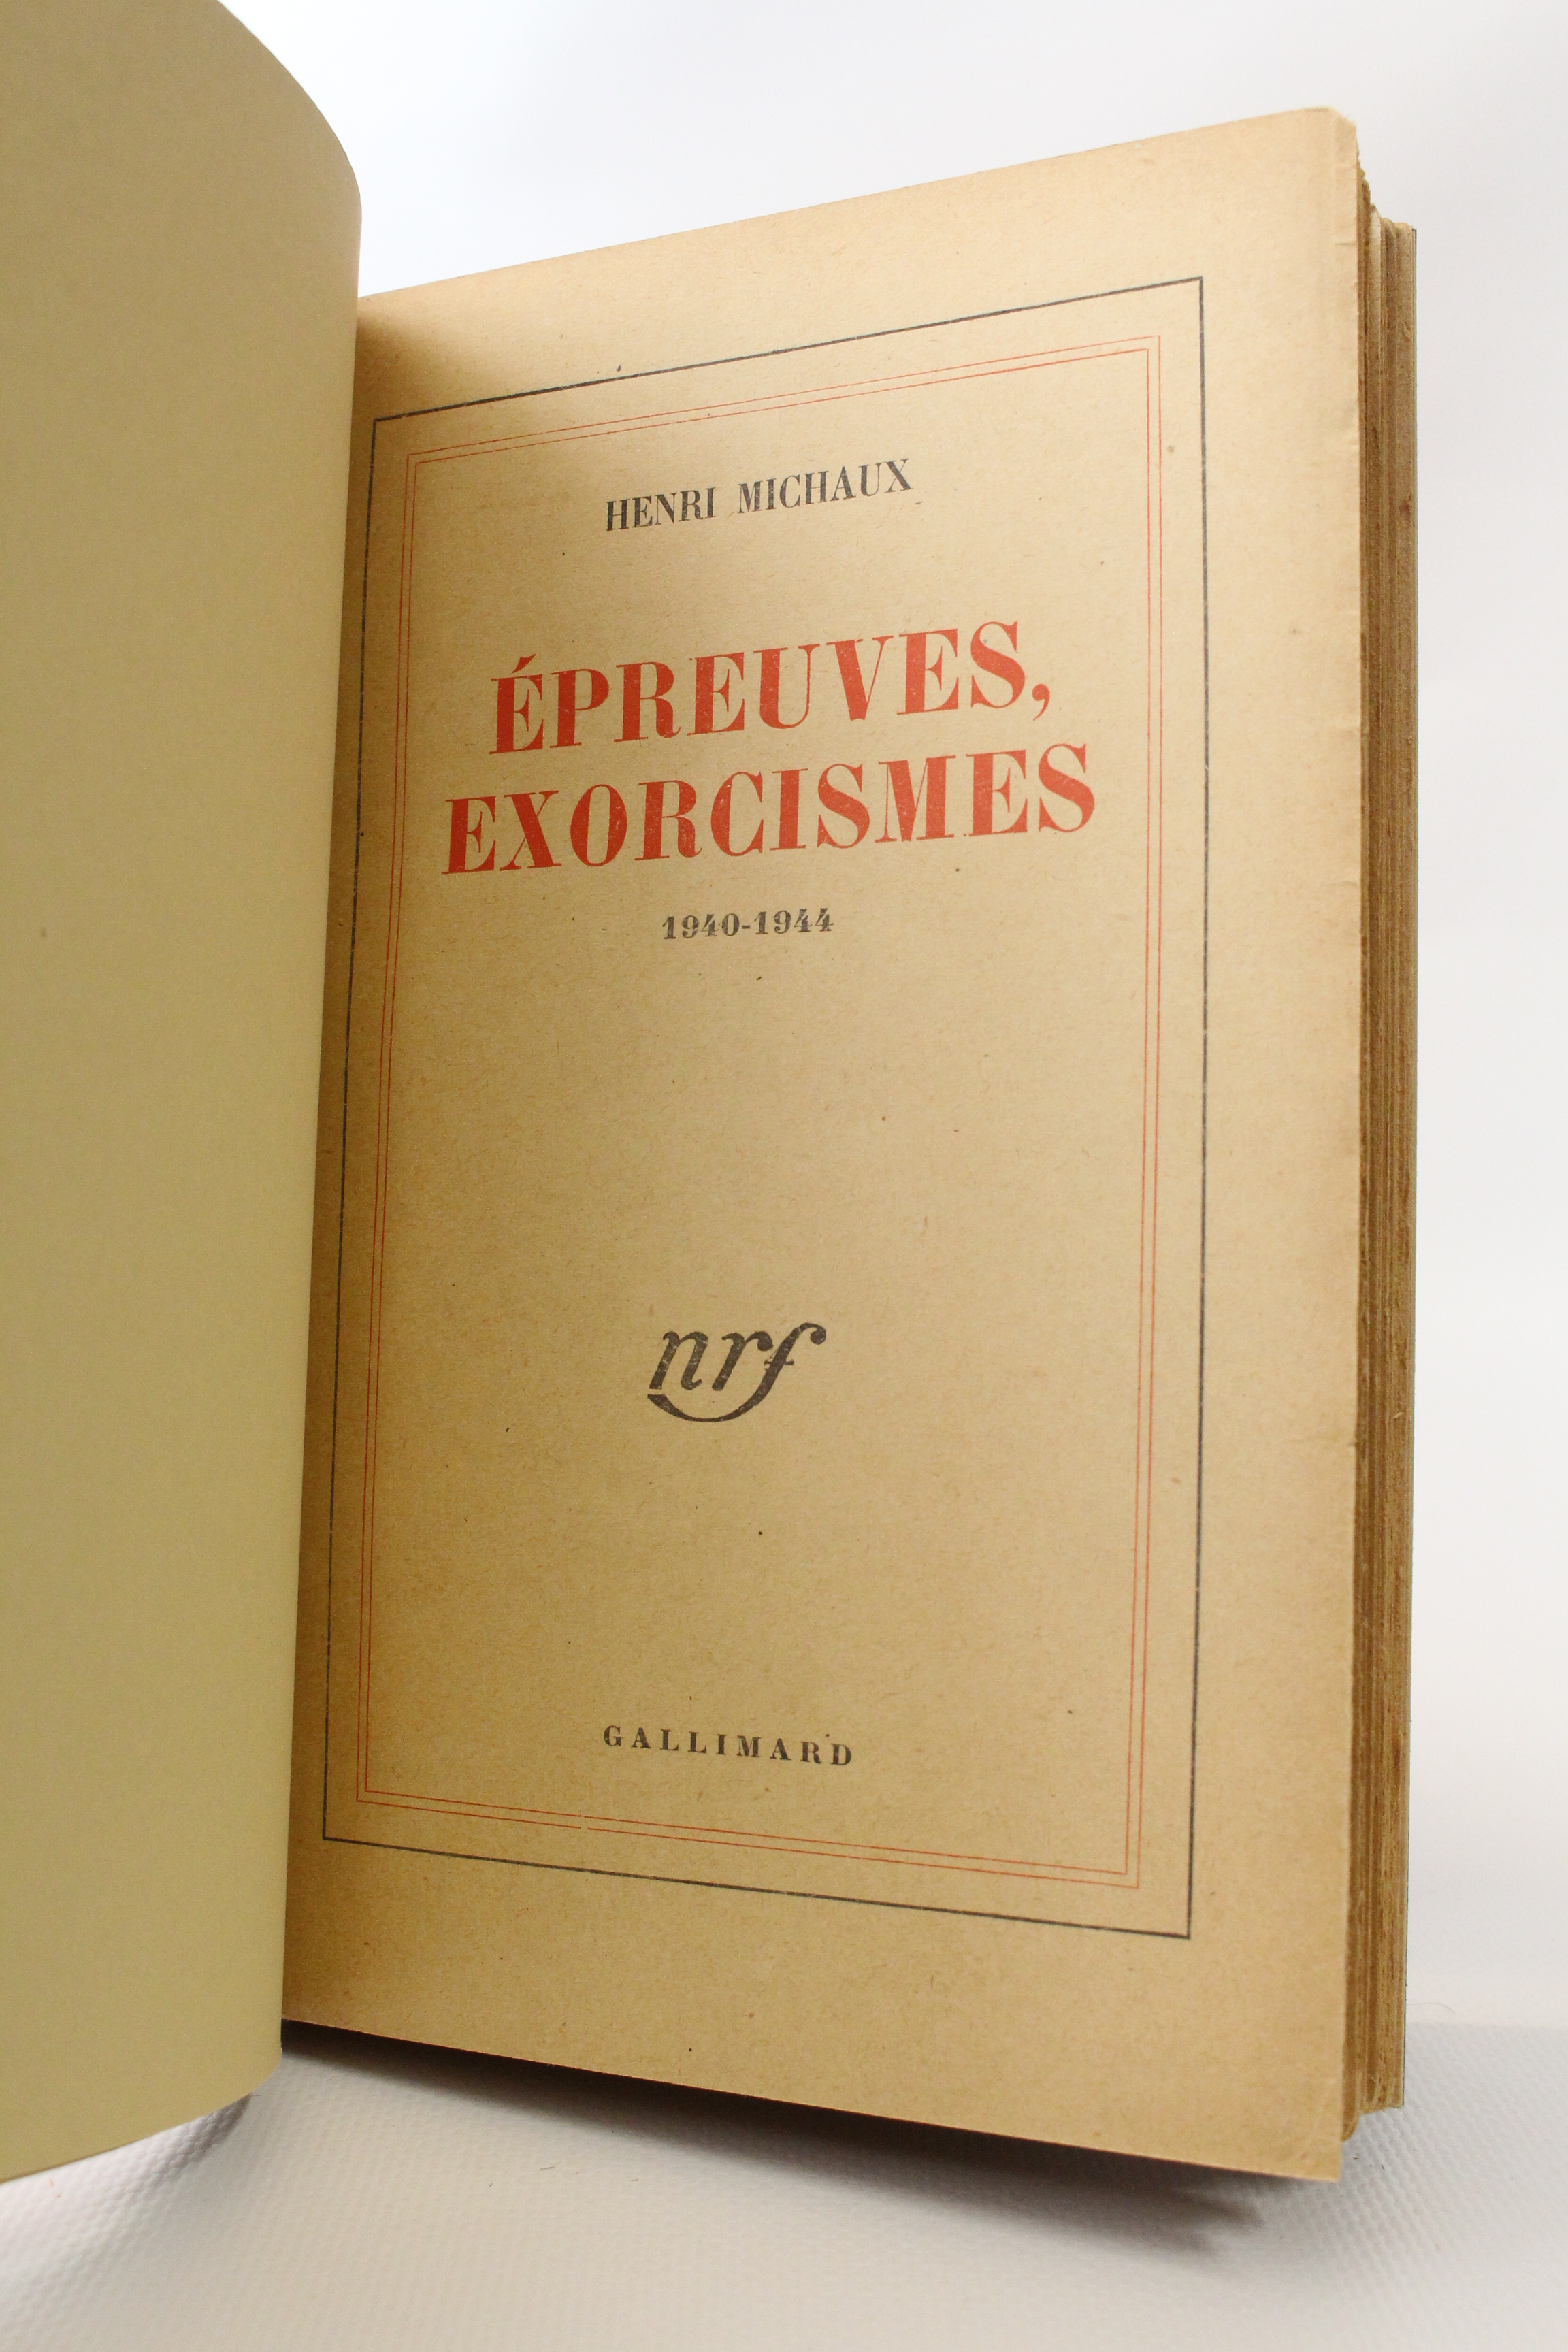 HENRI MICHAUX
ÉPREUVES,
EXORCISMES
1940-1944
nrf
GALLIMARD